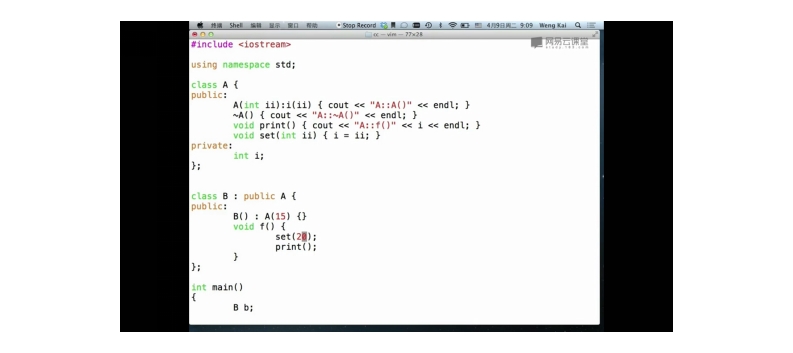 终端 Shell 编辑 显示 窗口 帮助 Stop Record 4月9日周二 9:09 Weng Kai
cc — vim — 77×28
网易云课堂
#include <iostream>
using namespace std;
class A {
public:
A(int ii):i(ii) { cout << "A::A()" << endl; }
~A() { cout << "A::~A()" << endl; }
void print() { cout << "A::f()" << i << endl; }
void set(int ii) { i = ii; }
private:
int i;
};
class B : public A {
public:
B() : A(15) {}
void f() {
set(20);
print();
}
};
int main()
{
B b;